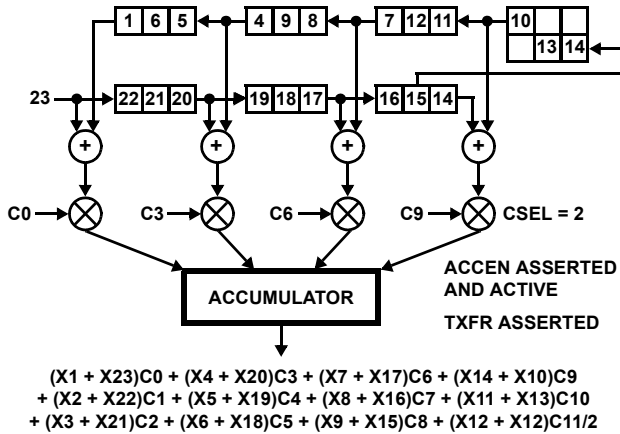 1 6 5 4 9 8 7 12 11 10
13 14
23 22 21 20 19 18 17 16 15 14
+ + + +
C0 C3 C6 C9 CSEL = 2
ACCUMULATOR
ACCEN ASSERTED
AND ACTIVE
TXFR ASSERTED
(X1 + X23)C0 + (X4 + X20)C3 + (X7 + X17)C6 + (X14 + X10)C9
+ (X2 + X22)C1 + (X5 + X19)C4 + (X8 + X16)C7 + (X11 + X13)C10
+ (X3 + X21)C2 + (X6 + X18)C5 + (X9 + X15)C8 + (X12 + X12)C11/2